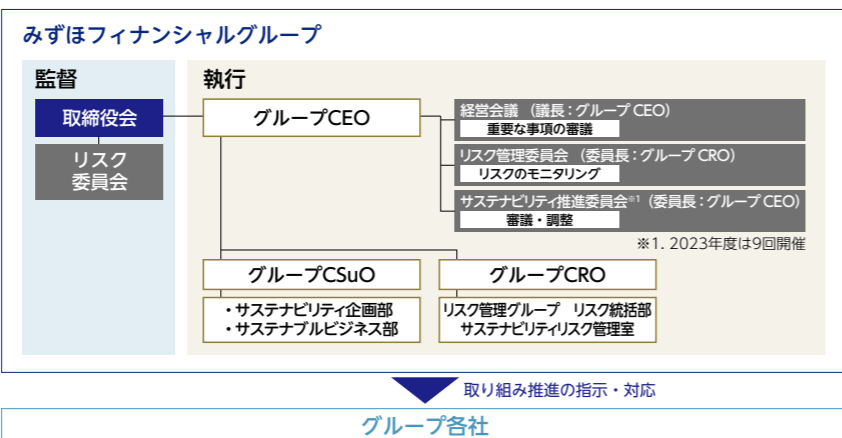 みずほフィナンシャルグループ
監督
取締役会
リスク
委員会
執行
グループCEO
経営会議 （議長：グループCEO）
重要な事項の審議
リスク管理委員会 （委員長：グループCRO）
リスクのモニタリング
サステナビリティ推進委員会※1（委員長：グループCEO）
審議・調整
※1. 2023年度は9回開催
グループCSuO
・サステナビリティ企画部
・サステナブルビジネス部
グループCRO
リスク管理グループ　リスク統括部
サステナビリティリスク管理室
取り組み推進の指示・対応
グループ各社